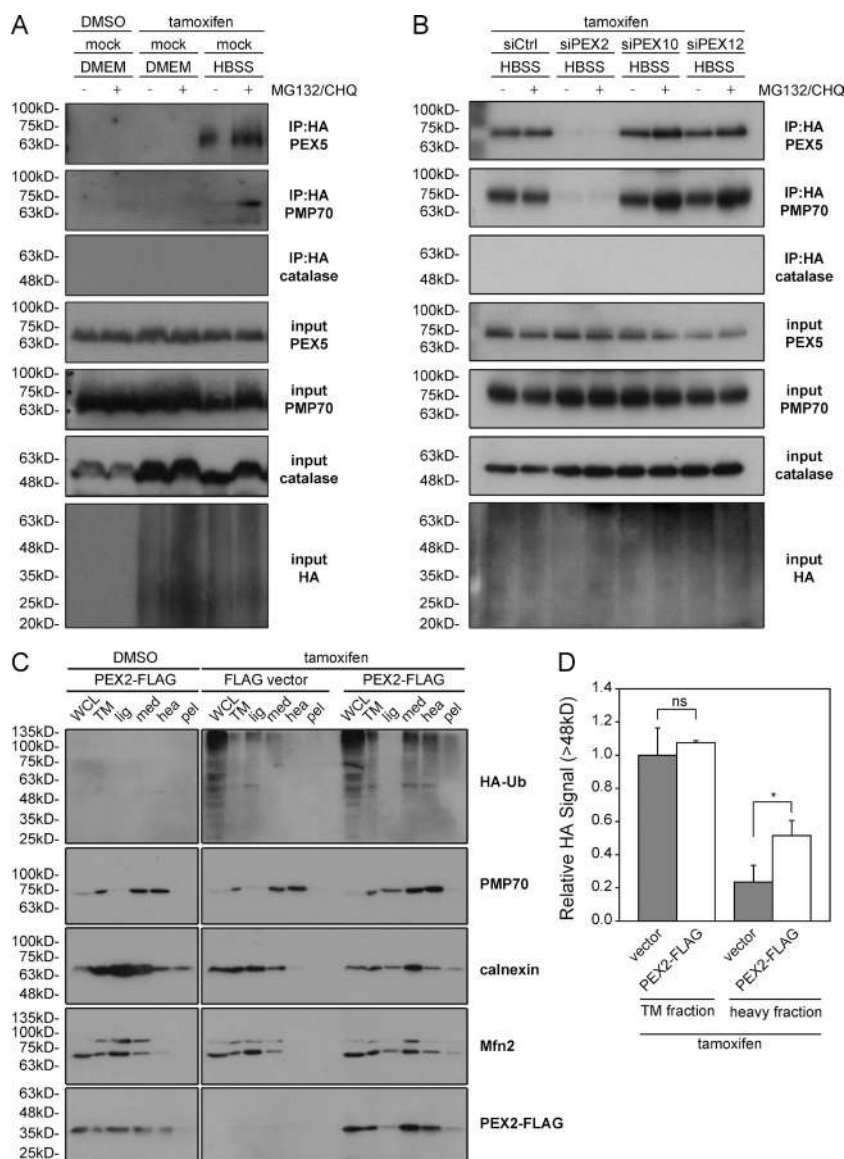 A
DMSO tamoxifen
mock mock mock
DMEM DMEM HBSS
- + - + - + MG132/CHQ
100kD-
75kD-
63kD-
IP:HA
PEX5
100kD-
75kD-
63kD-
IP:HA
PMP70
63kD-
48kD-
IP:HA
catalase
100kD-
75kD-
63kD-
input
PEX5
100kD-
75kD-
63kD-
input
PMP70
63kD-
48kD-
input
catalase
63kD-
48kD-
35kD-
25kD-
20kD-
input
HA
B
tamoxifen
siCtrl siPEX2 siPEX10 siPEX12
HBSS HBSS HBSS HBSS
- + - + - + - + MG132/CHQ
100kD-
75kD-
63kD-
IP:HA
PEX5
100kD-
75kD-
63kD-
IP:HA
PMP70
63kD-
48kD-
IP:HA
catalase
100kD-
75kD-
63kD-
input
PEX5
100kD-
75kD-
63kD-
input
PMP70
63kD-
48kD-
input
catalase
63kD-
48kD-
35kD-
25kD-
20kD-
input
HA
C
DMSO tamoxifen
PEX2-FLAG FLAG vector PEX2-FLAG
WCL TM lig med hea pel WCL TM lig med hea pel WCL TM lig med hea pel
135kD-
100kD-
75kD-
63kD-
48kD-
35kD-
25kD-
HA-Ub
100kD-
75kD-
63kD-
PMP70
100kD-
75kD-
63kD-
48kD-
calnexin
135kD-
100kD-
75kD-
63kD-
Mfn2
63kD-
48kD-
35kD-
25kD-
PEX2-FLAG
D
Relative HA Signal (>48kD)
1.4
1.2
1.0
0.8
0.6
0.4
0.2
0.0
ns
*
vector PEX2-FLAG vector PEX2-FLAG
TM fraction heavy fraction
tamoxifen